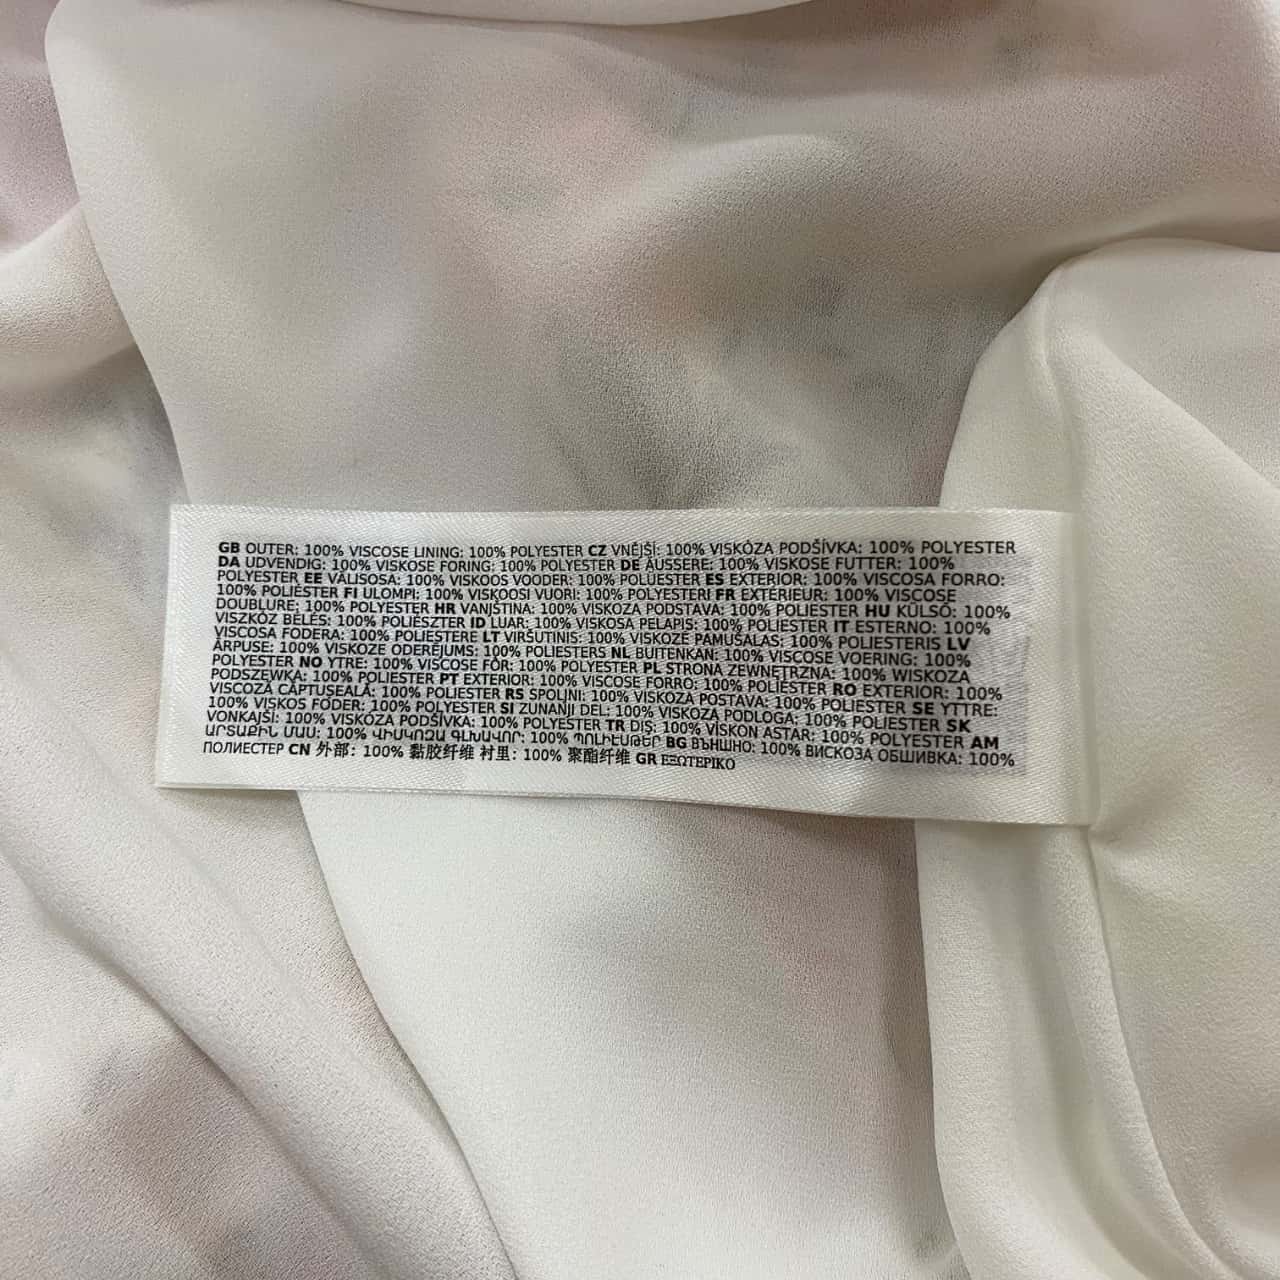 GB OUTER: 100% VISCOSE LINING: 100% POLYESTER CZ VNĚJŠÍ: 100% VISKÓZA PODŠÍVKA: 100% POLYESTER
DA UDVENDIG: 100% VISKOSE FORING: 100% POLYESTER DE ÄUSSERE: 100% VISKOSE FUTTER: 100%
POLYESTER EE VÄLISOSA: 100% VISKOOS VOODER: 100% POLÜESTER ES EXTERIOR: 100% VISCOSA FORRO:
100% POLIÉSTER FI ULOMPI: 100% VISKOOSI VUORI: 100% POLYESTERI FR EXTÉRIEUR: 100% VISCOSE
DOUBLURE: 100% POLYESTER HR VANJŠTINA: 100% VISKOZA PODSTAVA: 100% POLIESTER HU KÜLSŐ: 100%
VISZKÓZ BÉLÉS: 100% POLIÉSZTER ID LUAR: 100% VISKOSA PELAPIS: 100% POLIESTER IT ESTERNO: 100%
VISCOSA FODERA: 100% POLIESTERE LT VIRŠUTINIS: 100% VISKOZĖ PAMUŠALAS: 100% POLIESTERIS LV
ĀRPUSE: 100% VISKOZE ODERĒJUMS: 100% POLIESTERS NL BUITENKAN: 100% VISCOSE VOERING: 100%
POLYESTER NO YTRE: 100% VISCOSE FÔR: 100% POLYESTER PL STRONA ZEWNĘTRZNA: 100% WISKOZA
PODSZEWKA: 100% POLIESTER PT EXTERIOR: 100% VISCOSE FORRO: 100% POLIÉSTER RO EXTERIOR: 100%
VISCOZĂ CĂPTUȘEALĂ: 100% POLIESTER RS SPOLJNI: 100% VISKOZA POSTAVA: 100% POLIESTER SE YTTRE:
100% VISKOS FODER: 100% POLYESTER SI ZUNANJI DEL: 100% VISKOZA PODLOGA: 100% POLIESTER SK
VONKAJŠÍ: 100% VISKÓZA PODŠÍVKA: 100% POLYESTER TR DIŞ: 100% VİSKON ASTAR: 100% POLYESTER AM
ԱՐՏԱՔԻՆ ՄԱՍ: 100% ՎԻՍԿՈԶԱ ԳԼԽԱՎՈՐ: 100% ՊՈԼԻԷՍԹԵՐ BG ВЪНШНО: 100% ВИСКОЗА ОБШИВКА: 100%
ПОЛИЕСТЕР CN 外部: 100% 黏胶纤维 衬里: 100% 聚酯纤维 GR ΕΞΩΤΕΡΙΚΟ